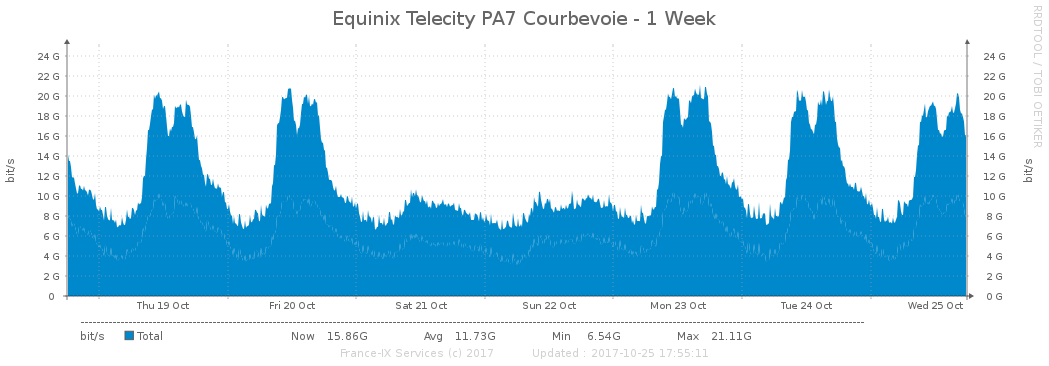 Equinix Telecity PA7 Courbevoie - 1 Week
RRDTOOL / TOBI OETIKER
bit/s
24 G
22 G
20 G
18 G
16 G
14 G
12 G
10 G
8 G
6 G
4 G
2 G
0
24 G
22 G
20 G
18 G
16 G
14 G
12 G
10 G
8 G
6 G
4 G
2 G
0 G
bit/s
Thu 19 Oct Fri 20 Oct Sat 21 Oct Sun 22 Oct Mon 23 Oct Tue 24 Oct Wed 25 Oct
bit/s Total Now 15.86G Avg 11.73G Min 6.54G Max 21.11G
France-IX Services (c) 2017 Updated : 2017-10-25 17:55:11